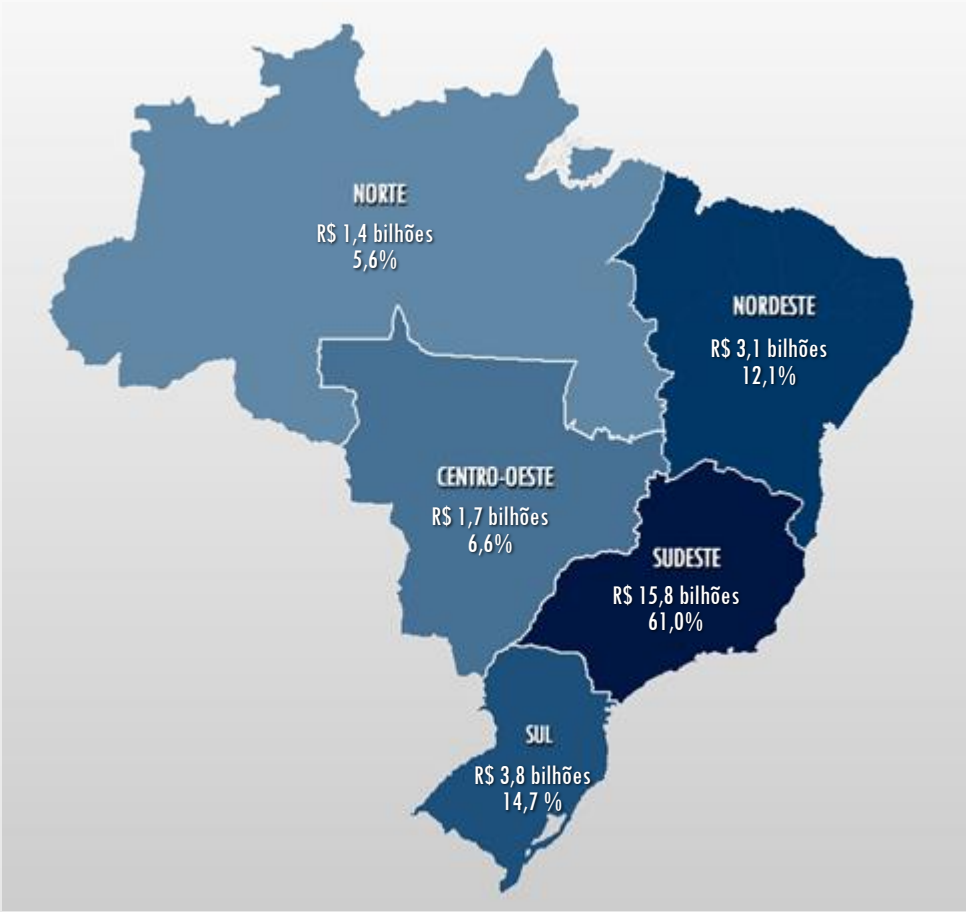 NORTE
R$ 1,4 bilhões
5,6%
NORDESTE
R$ 3,1 bilhões
12,1%
CENTRO-OESTE
R$ 1,7 bilhões
6,6%
SUDESTE
R$ 15,8 bilhões
61,0%
SUL
R$ 3,8 bilhões
14,7 %